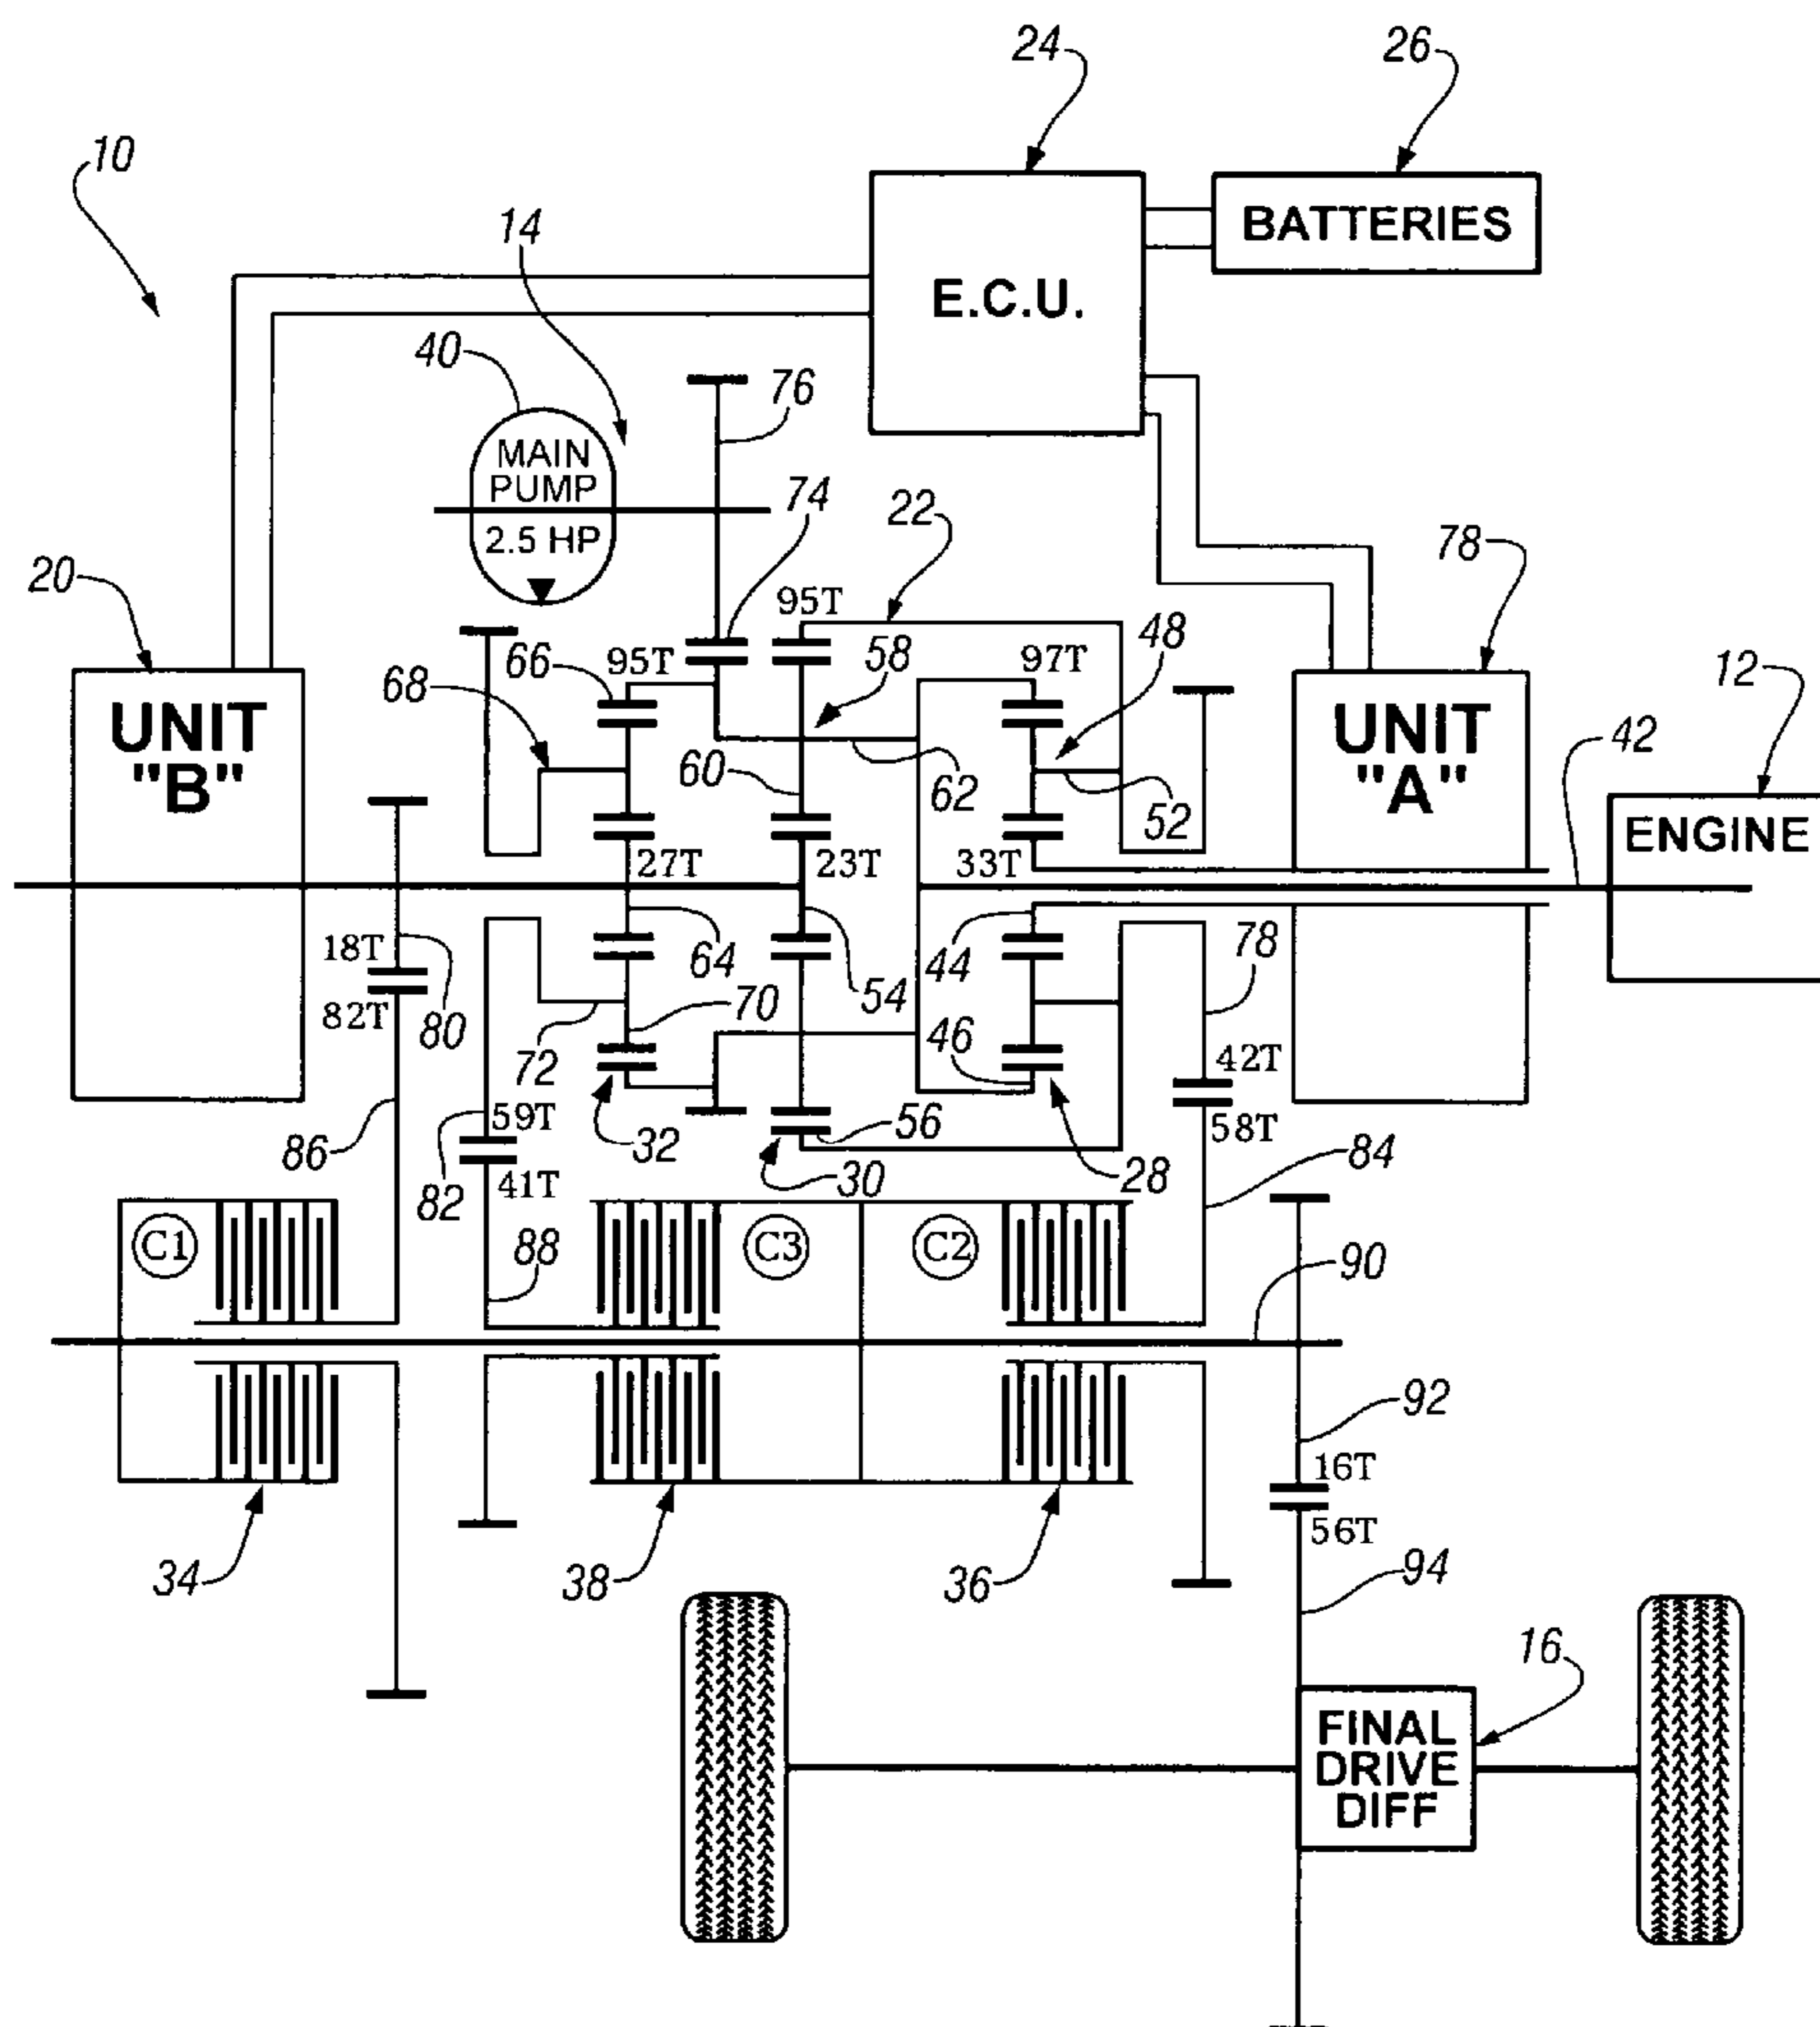 24
26
10
14
BATTERIES
E.C.U.
40
76
MAIN
PUMP
2.5 HP
74
22
78
20
95T
48
66
95T
58
97T
12
68
UNIT
"B"
UNIT
"A"
42
60
62
52
ENGINE
27T
23T
33T
18T
64
44
78
82T
80
54
70
46
72
42T
59T
56
58T
86
32
84
82
41T
30
28
C1
88
C3
C2
90
92
16T
56T
34
38
36
94
16
FINAL
DRIVE
DIFF